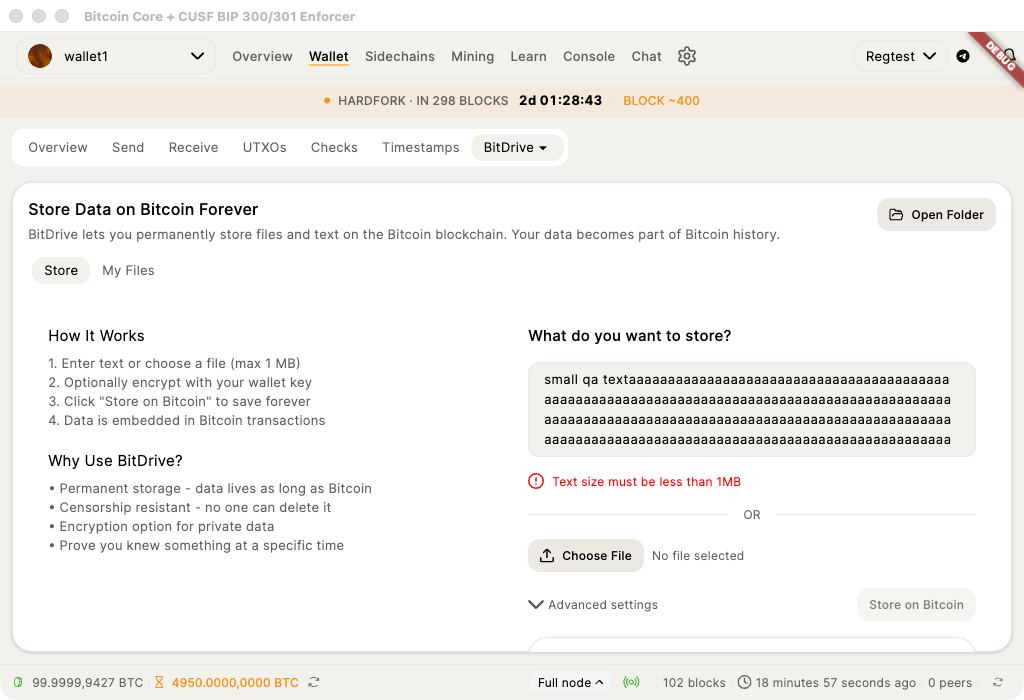 Bitcoin Core + CUSF BIP 300/301 Enforcer
wallet1
Overview
Wallet
Sidechains
Mining
Learn
Console
Chat
Regtest
DEBUG
HARDFORK · IN 298 BLOCKS 2d 01:28:43 BLOCK ~400
Overview
Send
Receive
UTXOs
Checks
Timestamps
BitDrive
Store Data on Bitcoin Forever
BitDrive lets you permanently store files and text on the Bitcoin blockchain. Your data becomes part of Bitcoin history.
Open Folder
Store
My Files
How It Works
1. Enter text or choose a file (max 1 MB)
2. Optionally encrypt with your wallet key
3. Click "Store on Bitcoin" to save forever
4. Data is embedded in Bitcoin transactions
Why Use BitDrive?
• Permanent storage - data lives as long as Bitcoin
• Censorship resistant - no one can delete it
• Encryption option for private data
• Prove you knew something at a specific time
What do you want to store?
small qa textaaaaaaaaaaaaaaaaaaaaaaaaaaaaaaaaaaaaaaaa
aaaaaaaaaaaaaaaaaaaaaaaaaaaaaaaaaaaaaaaaaaaaaaaaaaaa
aaaaaaaaaaaaaaaaaaaaaaaaaaaaaaaaaaaaaaaaaaaaaaaaaaaa
aaaaaaaaaaaaaaaaaaaaaaaaaaaaaaaaaaaaaaaaaaaaaaaaaaaa
Text size must be less than 1MB
OR
Choose File
No file selected
Advanced settings
Store on Bitcoin
99.9999,9427 BTC
4950.0000,0000 BTC
Full node
102 blocks
18 minutes 57 seconds ago
0 peers